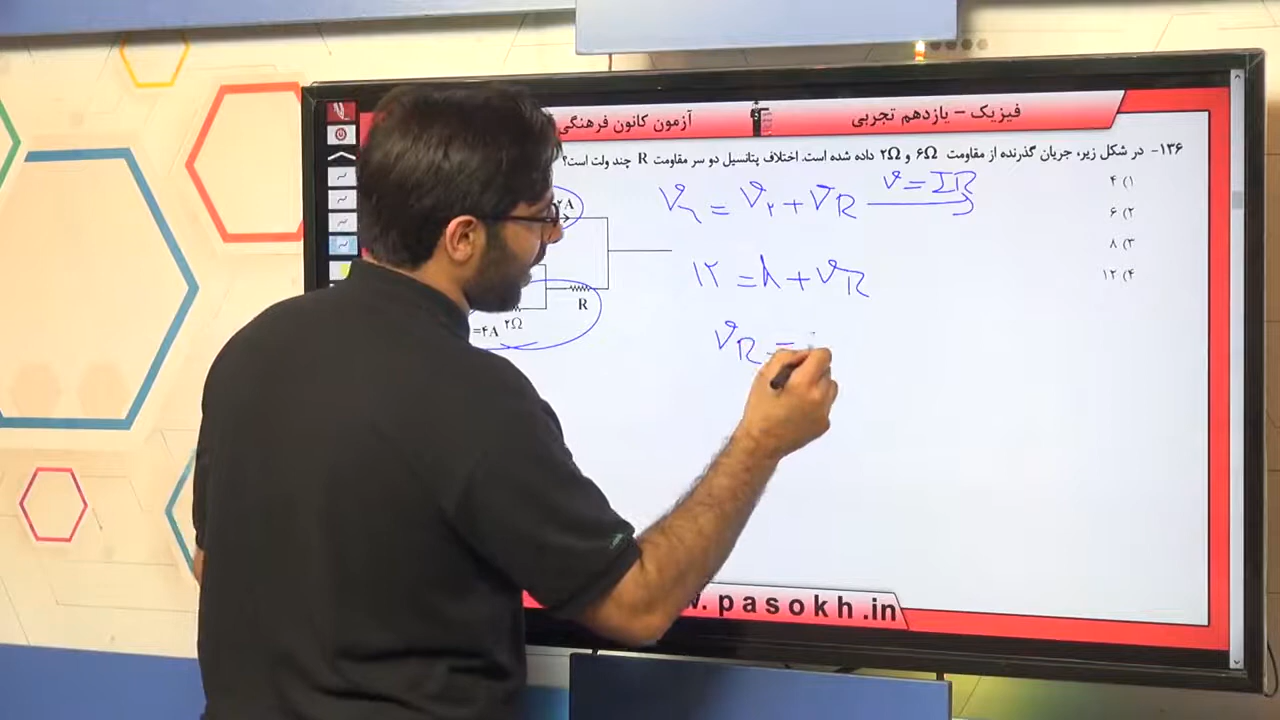 فیزیک – یازدهم تجربی
آزمون کانون فرهنگی
۱۳۶- در شکل زیر، جریان گذرنده از مقاومت ۶Ω و ۲Ω داده شده است. اختلاف پتانسیل دو سر مقاومت R چند ولت است؟
۱) ۴
۲) ۶
۳) ۸
۴) ۱۲
۲A
R
=۴A ۲Ω
V۶ = V۲ + VR V = IR
۱۲ = ۸ + VR
VR =
w.pasokh.in